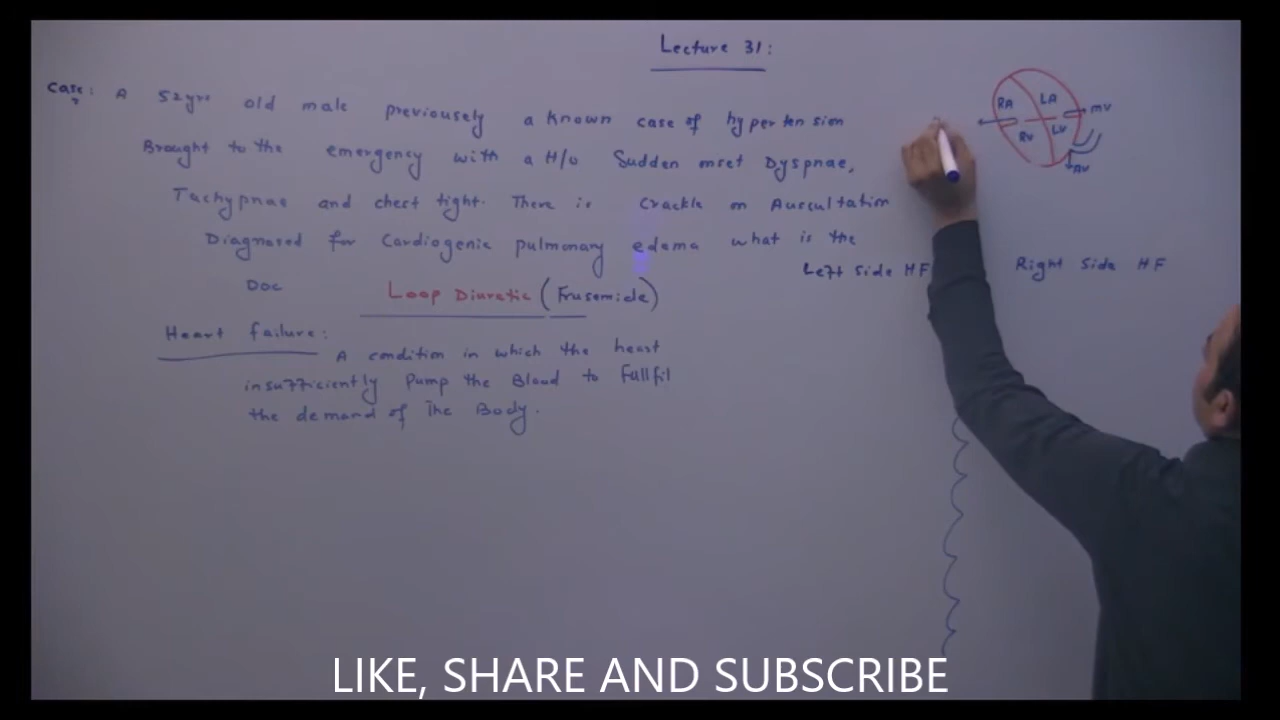 Lecture 31:
Case: A 52yrs old male previousely a known case of hypertension
Brought to the emergency with a H/o Sudden onset Dyspnae,
Tachypnae and chest tight. There is Crackle on Auscultation
Diagnosed for Cardiogenic pulmonary edema what is the
DOC Loop Diuratic (Frusemide)
Heart failure:
A condition in which the heart
insufficiently Pump the Blood to Fullfil
the demand of The Body.
RA LA MV
RV LV
AV
Left Side HF Right Side HF
LIKE, SHARE AND SUBSCRIBE